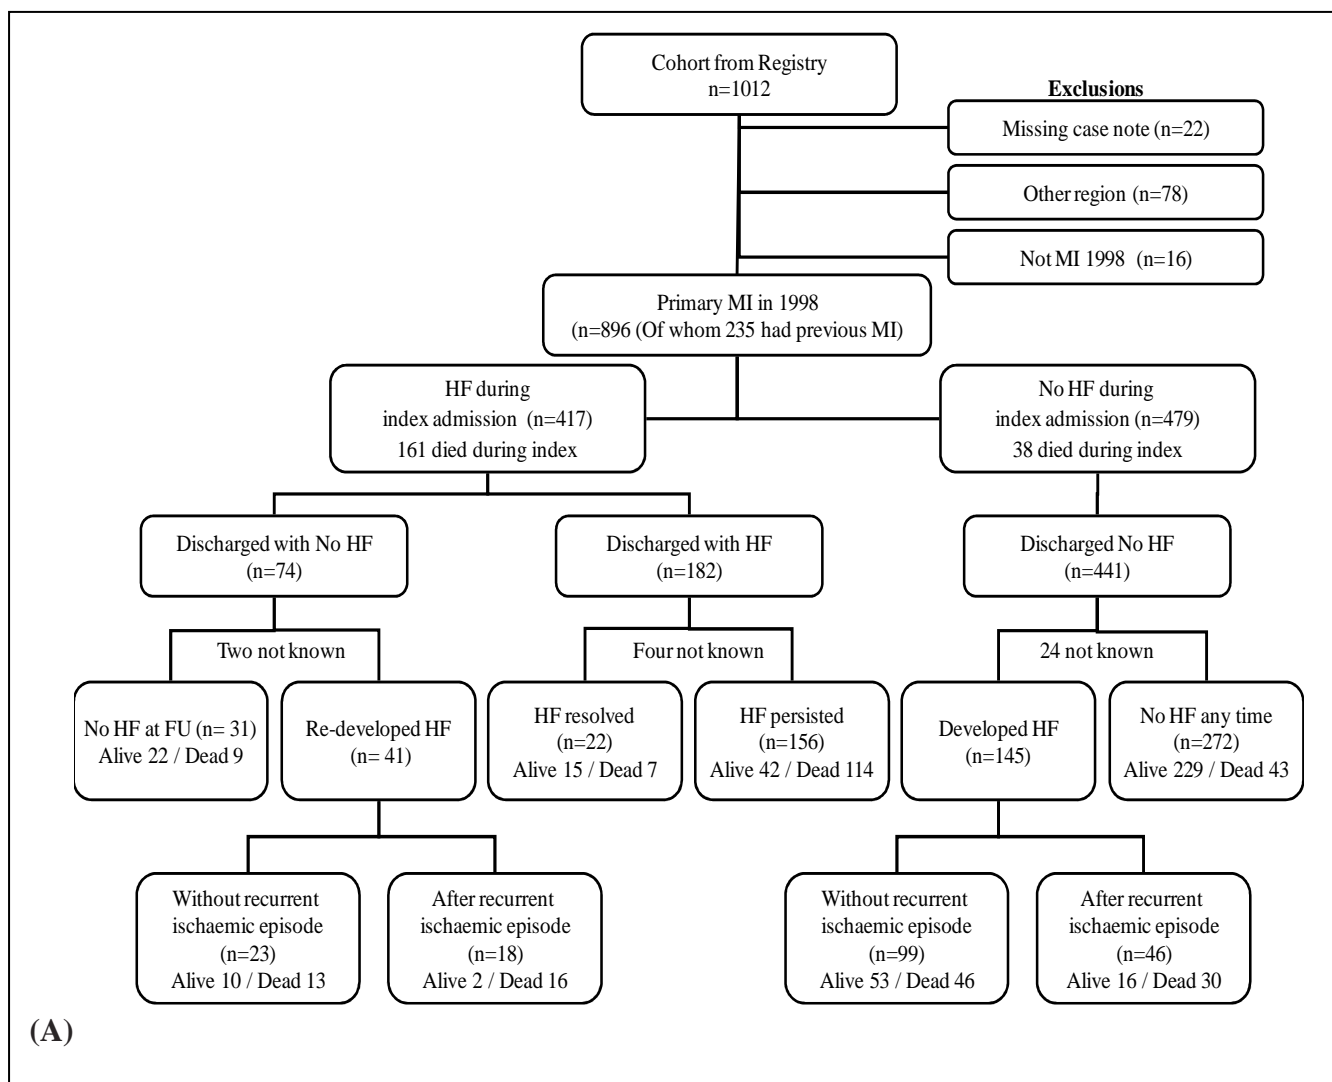 Cohort from Registry
n=1012
Exclusions
Missing case note (n=22)
Other region (n=78)
Not MI 1998 (n=16)
Primary MI in 1998
(n=896 (Of whom 235 had previous MI)
HF during
index admission (n=417)
161 died during index
No HF during
index admission (n=479)
38 died during index
Discharged with No HF
(n=74)
Discharged with HF
(n=182)
Discharged No HF
(n=441)
Two not known
Four not known
24 not known
No HF at FU (n= 31)
Alive 22 / Dead 9
Re-developed HF
(n= 41)
HF resolved
(n=22)
Alive 15 / Dead 7
HF persisted
(n=156)
Alive 42 / Dead 114
Developed HF
(n=145)
No HF any time
(n=272)
Alive 229 / Dead 43
Without recurrent
ischaemic episode
(n=23)
Alive 10 / Dead 13
After recurrent
ischaemic episode
(n=18)
Alive 2 / Dead 16
Without recurrent
ischaemic episode
(n=99)
Alive 53 / Dead 46
After recurrent
ischaemic episode
(n=46)
Alive 16 / Dead 30
(A)